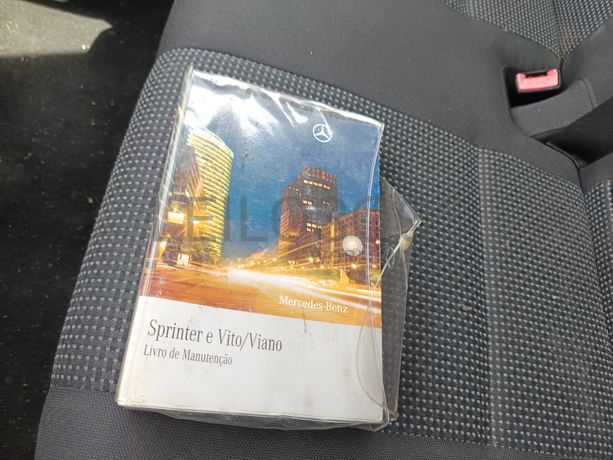 Mercedes-Benz
Sprinter e Vito/Viano
Livro de Manutenção